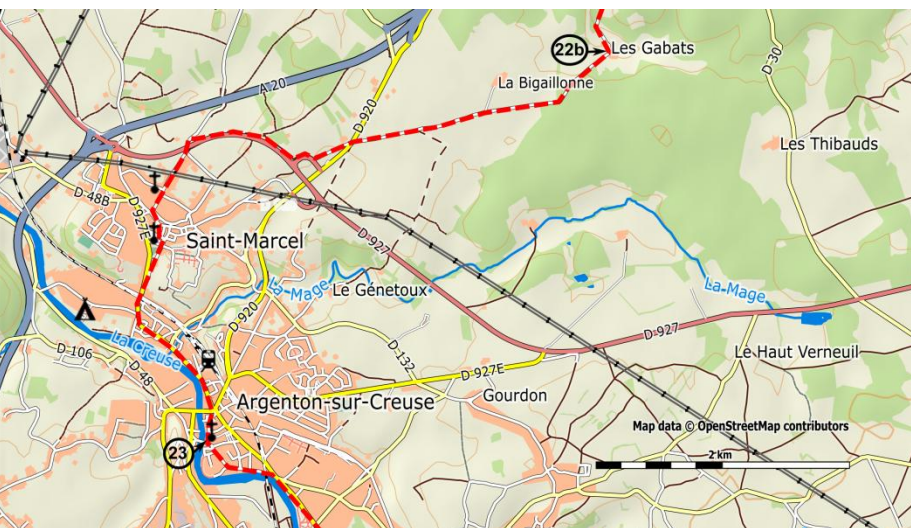 22b
Les Gabats
La Bigaillonne
A 20
D 920
D-30
Les Thibauds
D-48B
D-927E
Saint-Marcel
D-927
La Mage
Le Génetoux
La-Mage
D 920
La Creuse
D-106
D-48
D-132
D-927
D 927E
Le Haut Verneuil
Gourdon
Argenton-sur-Creuse
Map data © OpenStreetMap contributors
23
2 km